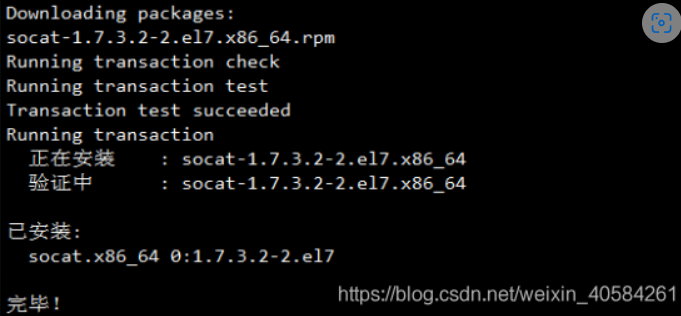 Downloading packages:
socat-1.7.3.2-2.el7.x86_64.rpm
Running transaction check
Running transaction test
Transaction test succeeded
Running transaction
正在安装    : socat-1.7.3.2-2.el7.x86_64
验证中      : socat-1.7.3.2-2.el7.x86_64
已安装:
socat.x86_64 0:1.7.3.2-2.el7
完毕！
https://blog.csdn.net/weixin_40584261